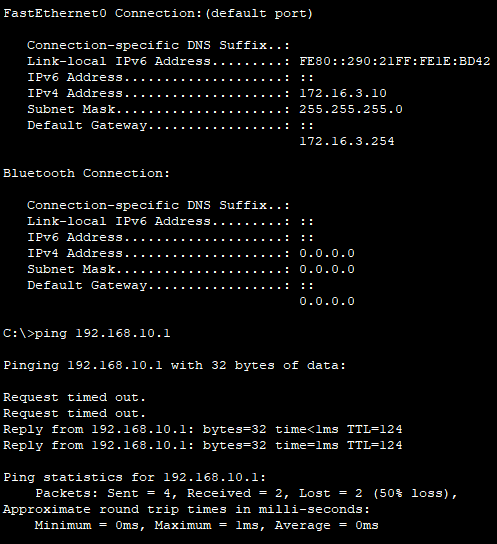 FastEthernet0 Connection:(default port)
Connection-specific DNS Suffix..:
Link-local IPv6 Address.........: FE80::290:21FF:FE1E:BD42
IPv6 Address....................: ::
IPv4 Address....................: 172.16.3.10
Subnet Mask.....................: 255.255.255.0
Default Gateway.................: ::
172.16.3.254
Bluetooth Connection:
Connection-specific DNS Suffix..:
Link-local IPv6 Address.........: ::
IPv6 Address....................: ::
IPv4 Address....................: 0.0.0.0
Subnet Mask.....................: 0.0.0.0
Default Gateway.................: ::
0.0.0.0
C:\>ping 192.168.10.1
Pinging 192.168.10.1 with 32 bytes of data:
Request timed out.
Request timed out.
Reply from 192.168.10.1: bytes=32 time<1ms TTL=124
Reply from 192.168.10.1: bytes=32 time=1ms TTL=124
Ping statistics for 192.168.10.1:
Packets: Sent = 4, Received = 2, Lost = 2 (50% loss),
Approximate round trip times in milli-seconds:
Minimum = 0ms, Maximum = 1ms, Average = 0ms